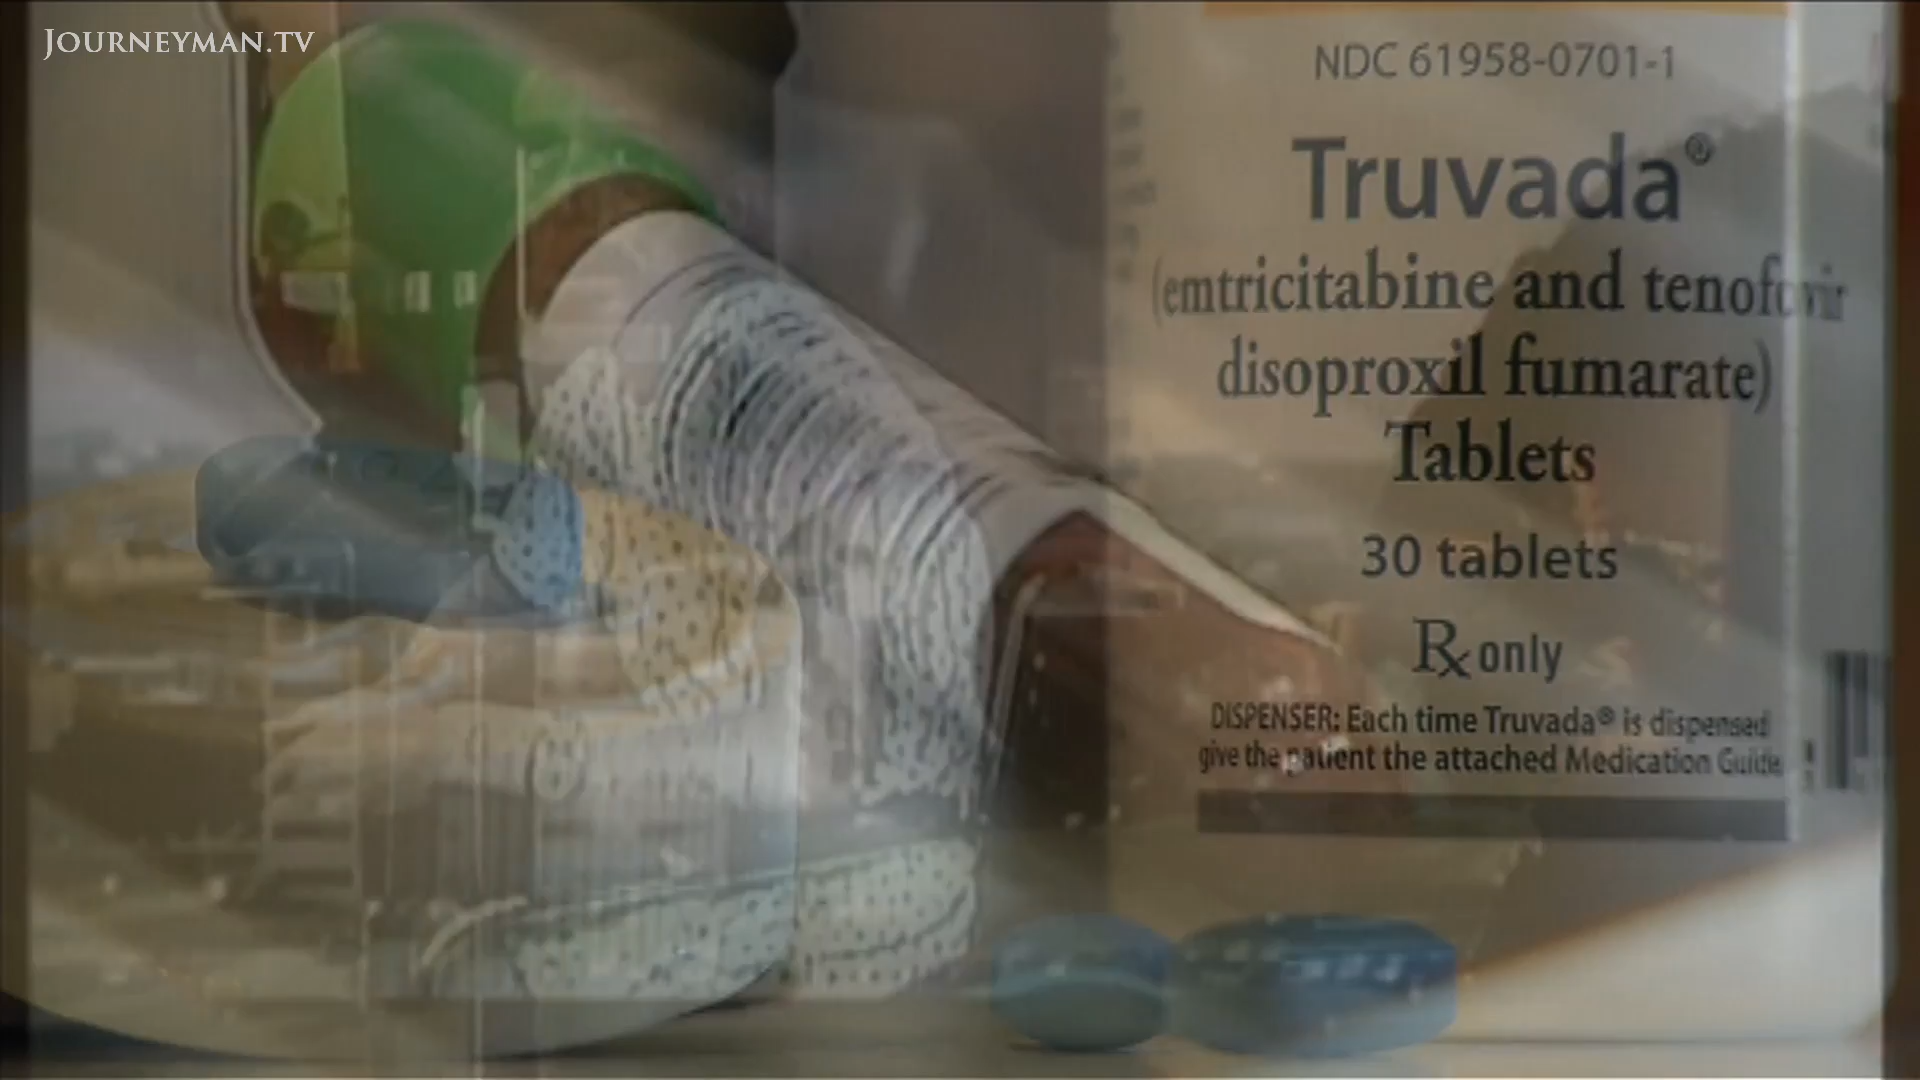 JOURNEYMAN.TV
NDC 61958-0701-1
Truvada®
(emtricitabine and tenofovir
disoproxil fumarate)
Tablets
30 tablets
Rx only
DISPENSER: Each time Truvada® is dispensed
give the patient the attached Medication Guide